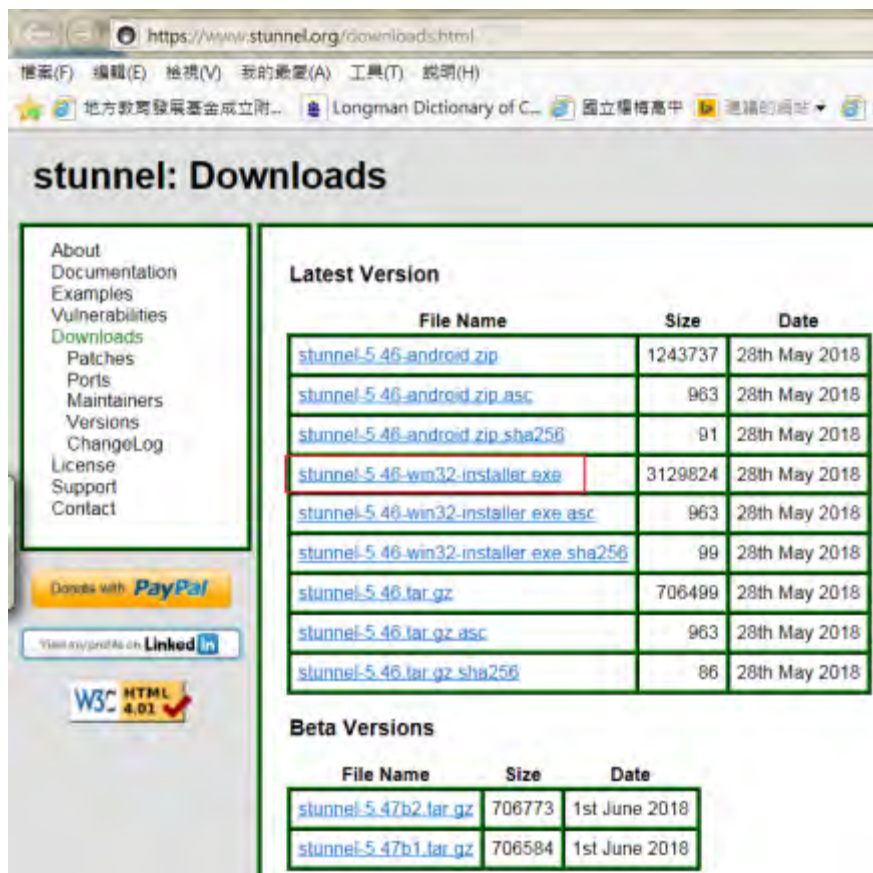 https://www.stunnel.org/downloads.html
檔案(F) 編輯(E) 檢視(V) 我的最愛(A) 工具(T) 說明(H)
地方教育發展基金成立附... Longman Dictionary of C... 國立楊梅高中 建議的網站
stunnel: Downloads
About
Documentation
Examples
Vulnerabilities
Downloads
Patches
Ports
Maintainers
Versions
ChangeLog
License
Support
Contact
Donate with PayPal
View my profile on Linked in
W3C HTML 4.01
Latest Version
File Name Size Date
stunnel-5.46-android.zip 1243737 28th May 2018
stunnel-5.46-android.zip.asc 963 28th May 2018
stunnel-5.46-android.zip.sha256 91 28th May 2018
stunnel-5.46-win32-installer.exe 3129824 28th May 2018
stunnel-5.46-win32-installer.exe.asc 963 28th May 2018
stunnel-5.46-win32-installer.exe.sha256 99 28th May 2018
stunnel-5.46.tar.gz 706499 28th May 2018
stunnel-5.46.tar.gz.asc 963 28th May 2018
stunnel-5.46.tar.gz.sha256 86 28th May 2018
Beta Versions
File Name Size Date
stunnel-5.47b2.tar.gz 706773 1st June 2018
stunnel-5.47b1.tar.gz 706584 1st June 2018